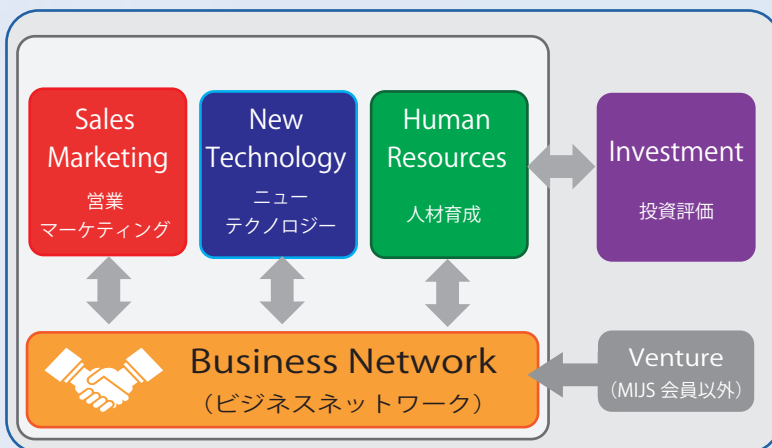 Sales
Marketing
営業
マーケティング
New
Technology
ニュー
テクノロジー
Human
Resources
人材育成
Investment
投資評価
Business Network
（ビジネスネットワーク）
Venture
（MIJS 会員以外）